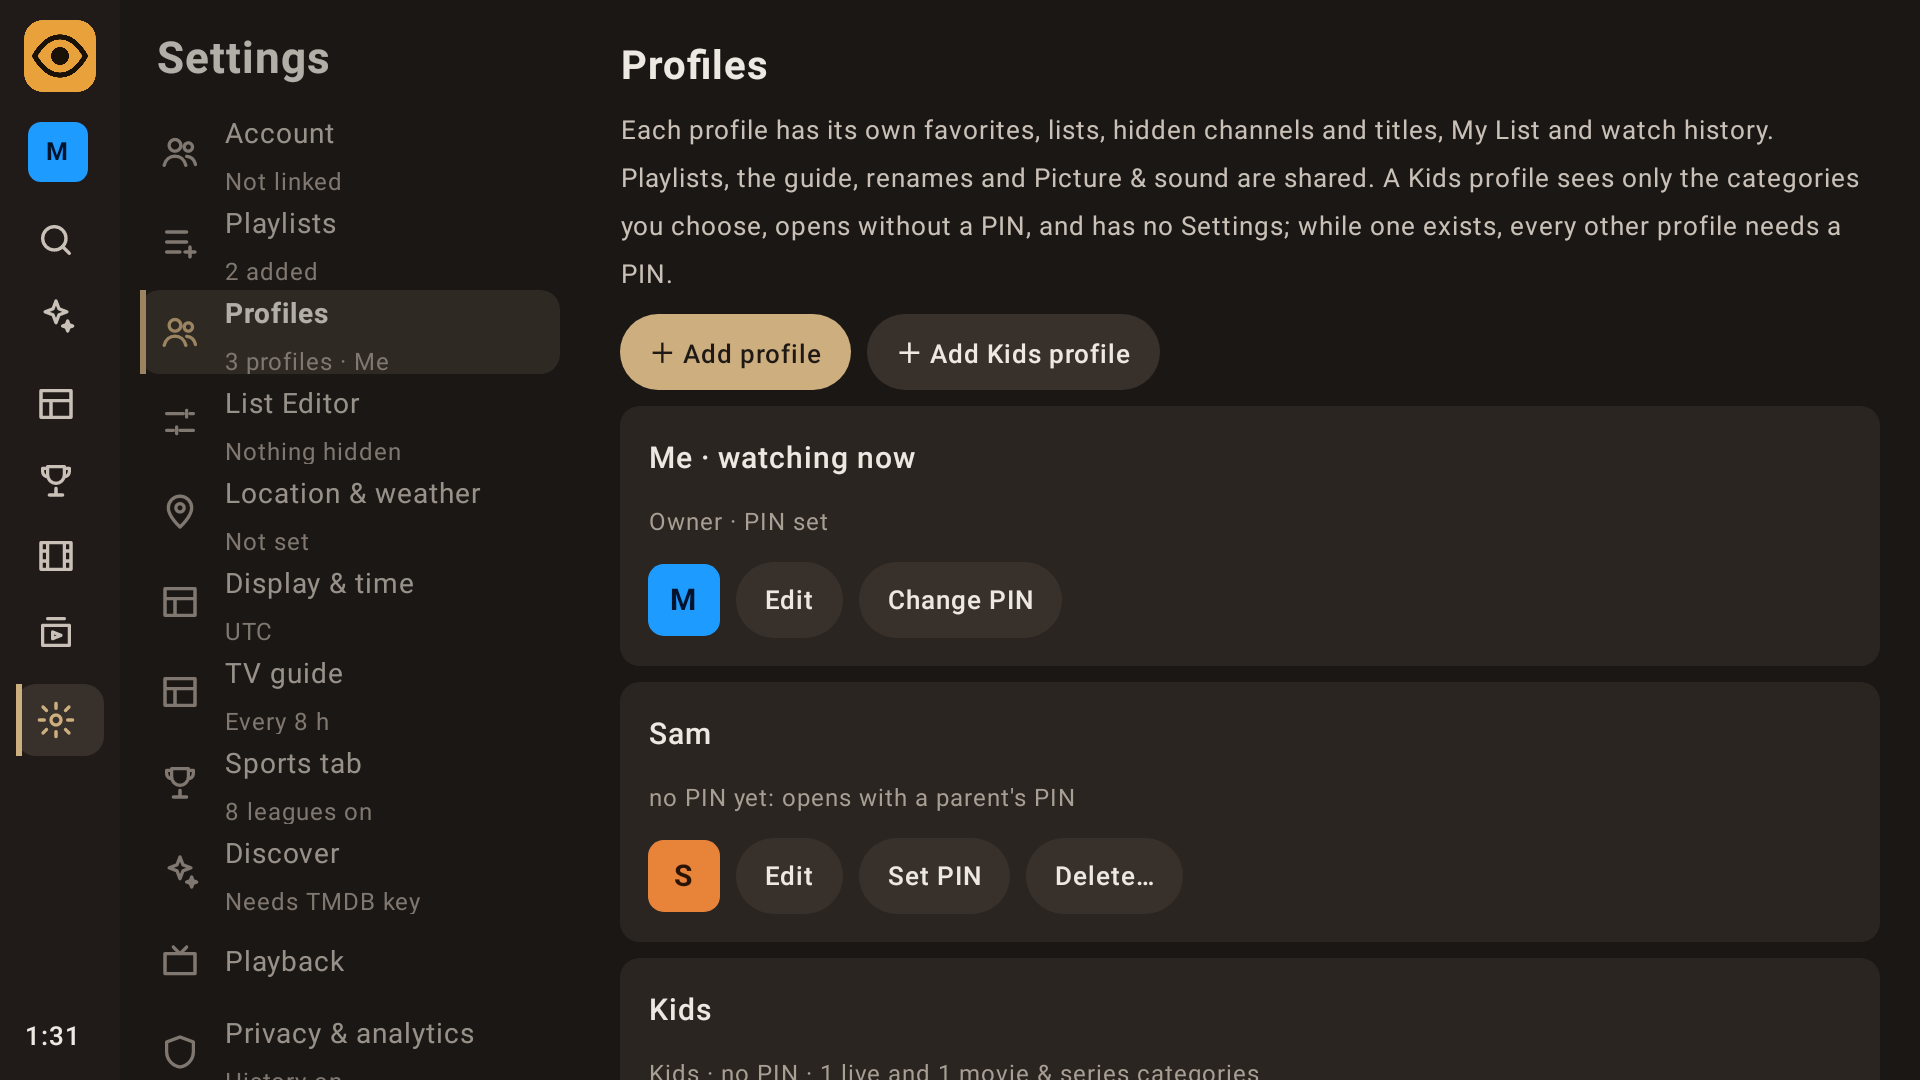 Settings
M
Account
Not linked
Playlists
2 added
Profiles
3 profiles · Me
List Editor
Nothing hidden
Location & weather
Not set
Display & time
UTC
TV guide
Every 8 h
Sports tab
8 leagues on
Discover
Needs TMDB key
Playback
Privacy & analytics
History on
1:31
Profiles
Each profile has its own favorites, lists, hidden channels and titles, My List and watch history.
Playlists, the guide, renames and Picture & sound are shared. A Kids profile sees only the categories
you choose, opens without a PIN, and has no Settings; while one exists, every other profile needs a
PIN.
+ Add profile
+ Add Kids profile
Me · watching now
Owner · PIN set
M
Edit
Change PIN
Sam
no PIN yet: opens with a parent's PIN
S
Edit
Set PIN
Delete…
Kids
Kids · no PIN · 1 live and 1 movie & series categories